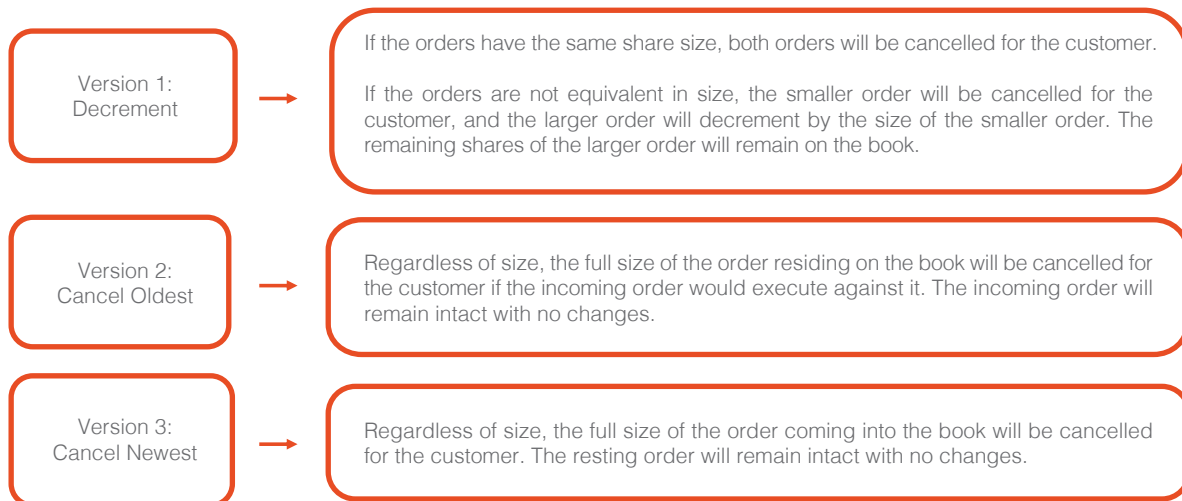 Version 1:
Decrement
If the orders have the same share size, both orders will be cancelled for the customer.
If the orders are not equivalent in size, the smaller order will be cancelled for the
customer, and the larger order will decrement by the size of the smaller order. The
remaining shares of the larger order will remain on the book.
Version 2:
Cancel Oldest
Regardless of size, the full size of the order residing on the book will be cancelled for
the customer if the incoming order would execute against it. The incoming order will
remain intact with no changes.
Version 3:
Cancel Newest
Regardless of size, the full size of the order coming into the book will be cancelled
for the customer. The resting order will remain intact with no changes.